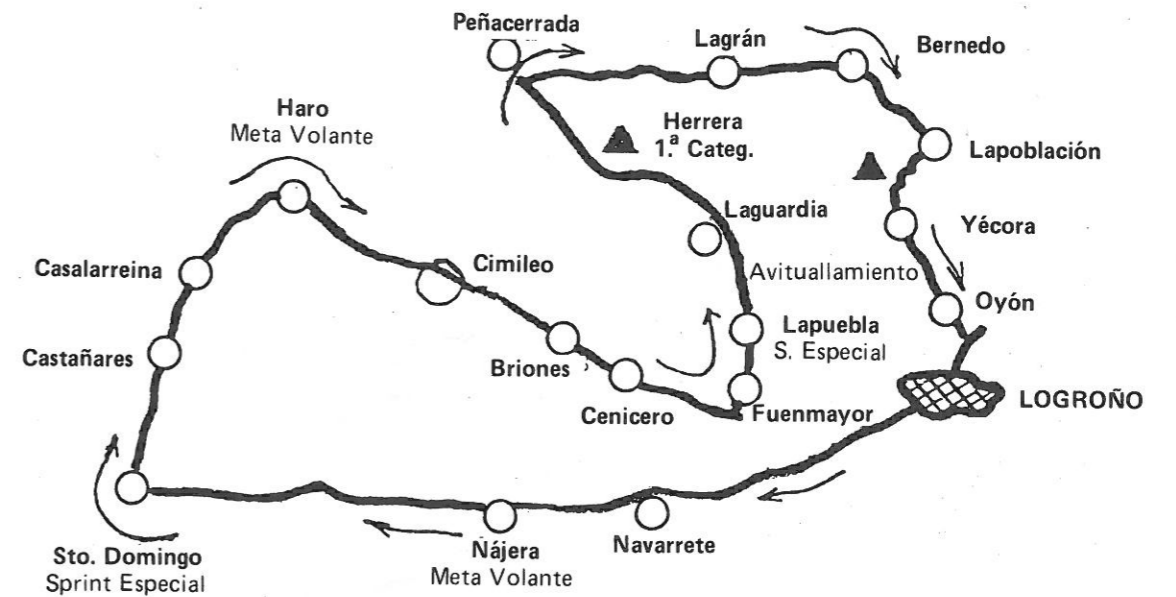 Peñacerrada
Lagrán
Bernedo
Haro
Meta Volante
Herrera
1.ª Categ.
Lapoblación
Laguardia
Yécora
Casalarreina
Cimileo
Avituallamiento
Oyón
Castañares
Lapuebla
S. Especial
Briones
Cenicero
Fuenmayor
LOGROÑO
Sto. Domingo
Sprint Especial
Nájera
Meta Volante
Navarrete